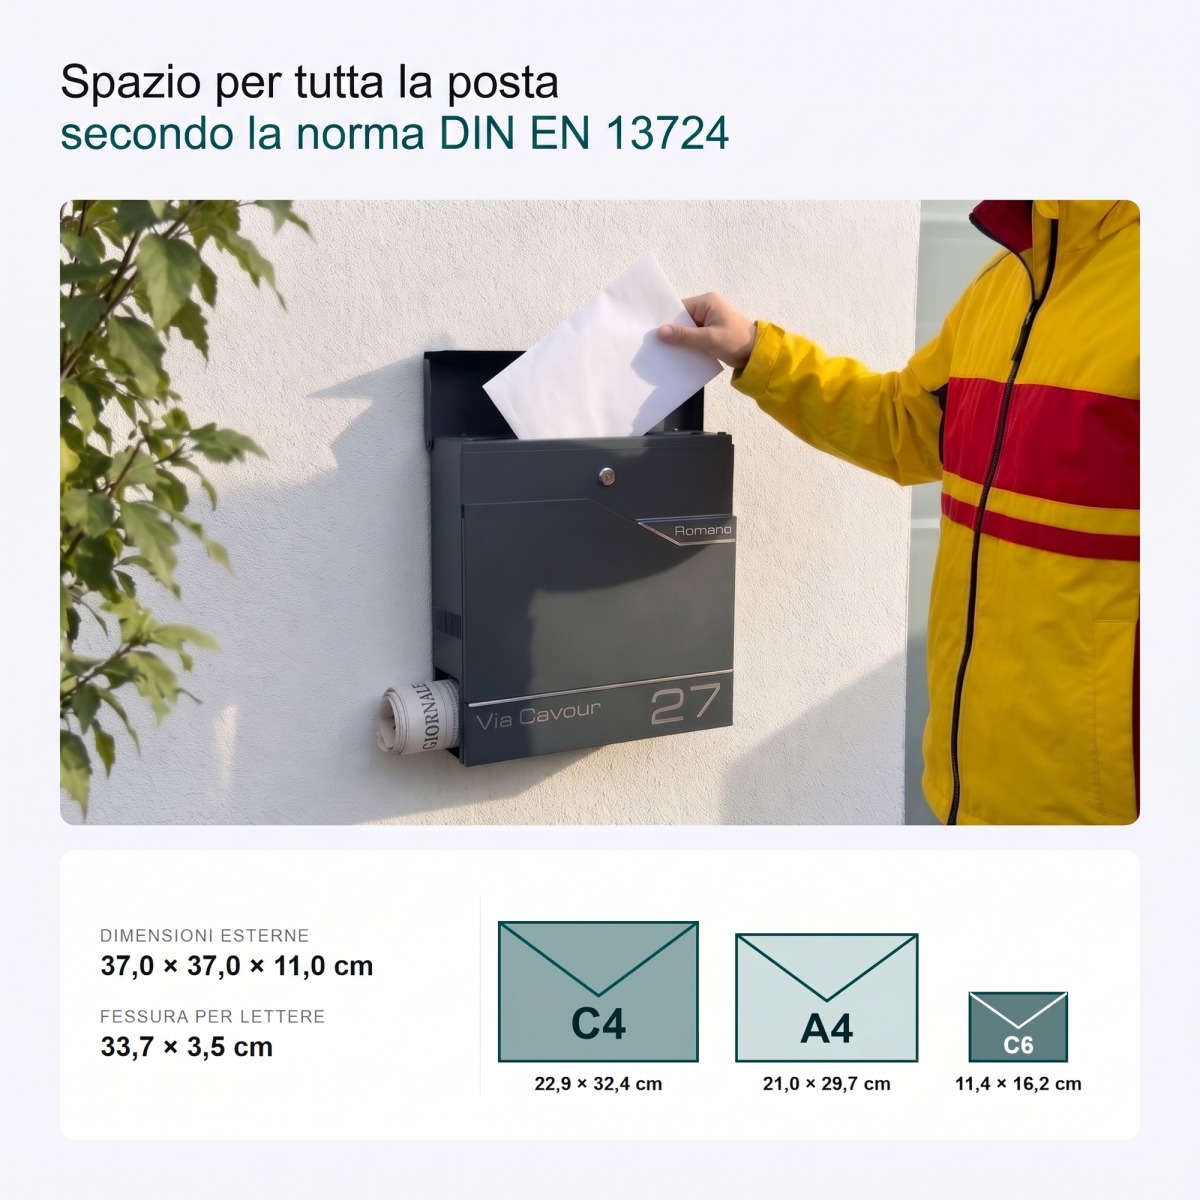 Spazio per tutta la posta
secondo la norma DIN EN 13724
Romano
GIORNALE
Via Cavour 27
DIMENSIONI ESTERNE
37,0 × 37,0 × 11,0 cm
FESSURA PER LETTERE
33,7 × 3,5 cm
C4
22,9 × 32,4 cm
A4
21,0 × 29,7 cm
C6
11,4 × 16,2 cm